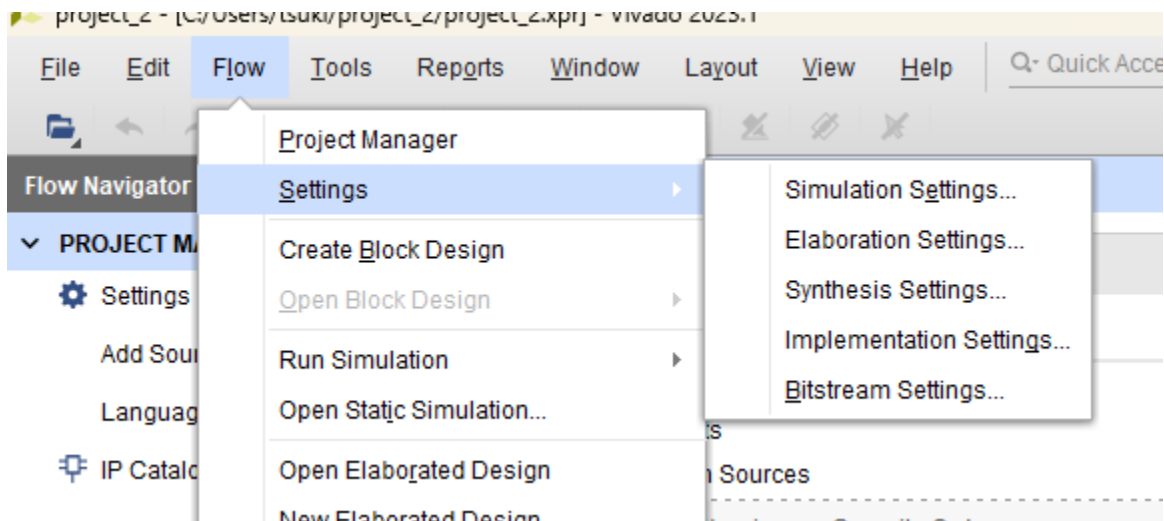 project_2 - [C:/Users/tsuki/project_2/project_2.xpr] - Vivado 2023.1
File Edit Flow Tools Reports Window Layout View Help Quick Acce
Flow Navigator
PROJECT MA
Settings
Add Sour
Languag
IP Catalo
Project Manager
Settings
Create Block Design
Open Block Design
Run Simulation
Open Static Simulation...
Open Elaborated Design
New Elaborated Design
Simulation Settings...
Elaboration Settings...
Synthesis Settings...
Implementation Settings...
Bitstream Settings...
ts
n Sources